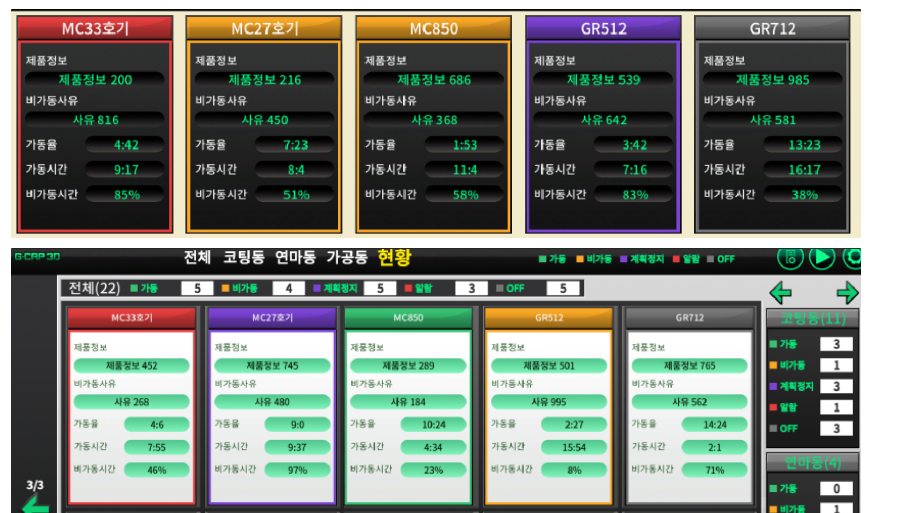 MC33호기 MC27호기 MC850 GR512 GR712
제품정보 제품정보 제품정보 제품정보 제품정보
제품정보 200 제품정보 216 제품정보 686 제품정보 539 제품정보 985
비가동사유 비가동사유 비가동사유 비가동사유 비가동사유
사유 816 사유 450 사유 368 사유 642 사유 581
가동율 4:42 가동율 7:23 가동율 1:53 가동율 3:42 가동율 13:23
가동시간 9:17 가동시간 8:4 가동시간 11:4 가동시간 7:16 가동시간 16:17
비가동시간 85% 비가동시간 51% 비가동시간 58% 비가동시간 83% 비가동시간 38%
G-CAP 3D 전체 코팅동 연마동 가공동 현황 가동 비가동 계획정지 알람 OFF
전체(22) 가동 5 비가동 4 계획정지 5 알람 3 OFF 5
MC33호기 MC27호기 MC850 GR512 GR712 코팅동(11)
제품정보 제품정보 제품정보 제품정보 제품정보 가동 3
제품정보 452 제품정보 745 제품정보 289 제품정보 501 제품정보 765 비가동 1
비가동사유 비가동사유 비가동사유 비가동사유 비가동사유 계획정지 3
사유 268 사유 480 사유 184 사유 995 사유 562 알람 1
가동율 4:6 가동율 9:0 가동율 10:24 가동율 2:27 가동율 14:24 OFF 3
가동시간 7:55 가동시간 9:37 가동시간 4:34 가동시간 15:54 가동시간 2:1
비가동시간 46% 비가동시간 97% 비가동시간 23% 비가동시간 8% 비가동시간 71% 연마동(4)
3/3 가동 0
비가동 1